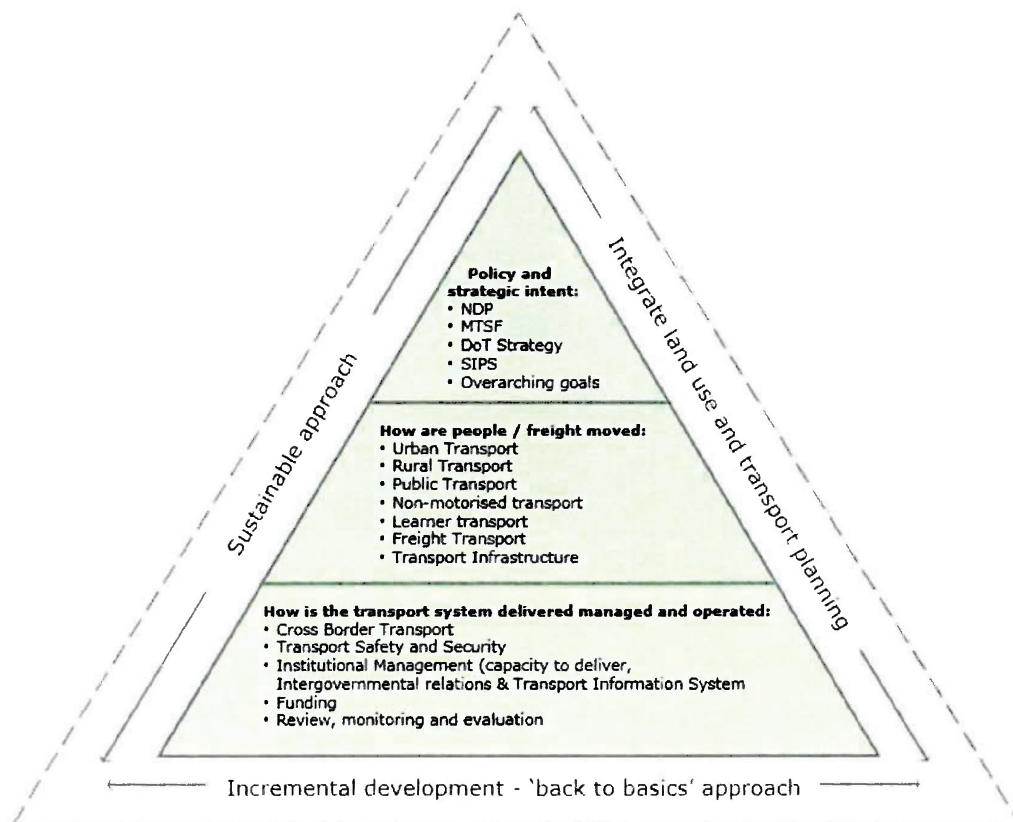 Policy and
strategic intent:
• NDP
• MTSF
• DoT Strategy
• SIPS
• Overarching goals
How are people / freight moved:
• Urban Transport
• Rural Transport
• Public Transport
• Non-motorised transport
• Learner transport
• Freight Transport
• Transport Infrastructure
How is the transport system delivered managed and operated:
• Cross Border Transport
• Transport Safety and Security
• Institutional Management (capacity to deliver,
Intergovernmental relations & Transport Information System
• Funding
• Review, monitoring and evaluation
Sustainable approach
Integrate land use and transport planning
Incremental development - 'back to basics' approach